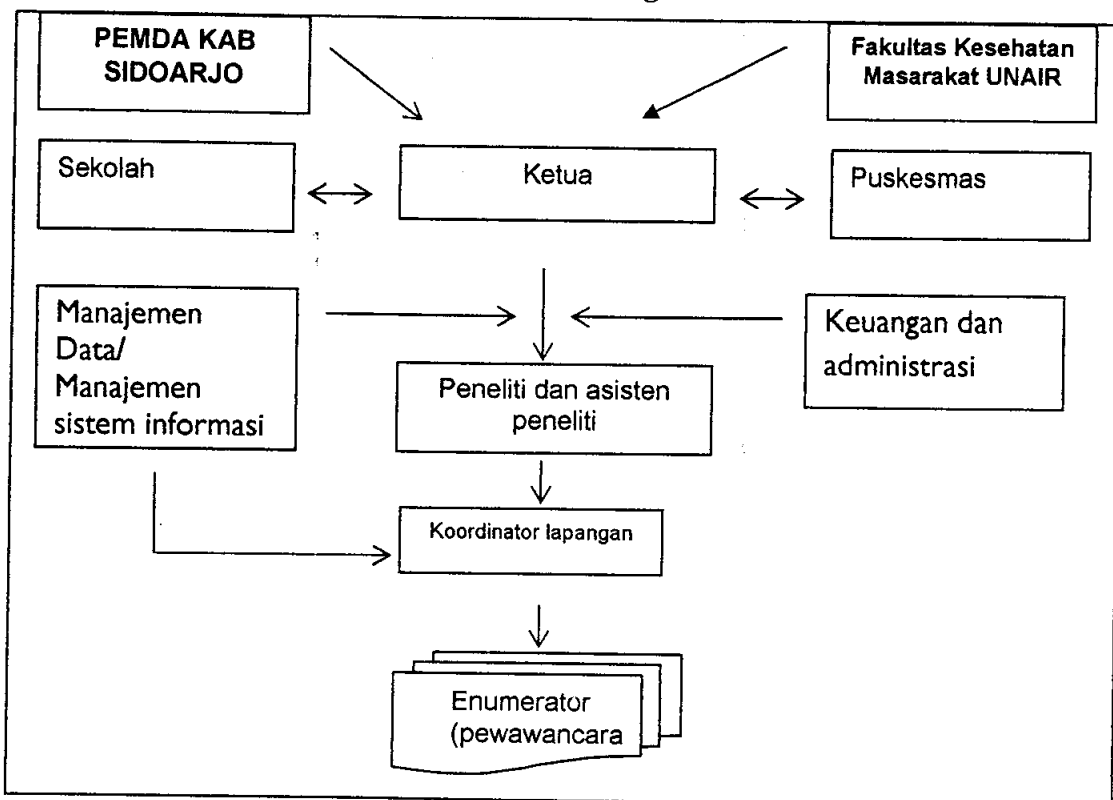 PEMDA KAB
SIDOARJO
Fakultas Kesehatan
Masarakat UNAIR
Sekolah
Ketua
Puskesmas
Manajemen
Data/
Manajemen
sistem informasi
Keuangan dan
administrasi
Peneliti dan asisten
peneliti
Koordinator lapangan
Enumerator
(pewawancara